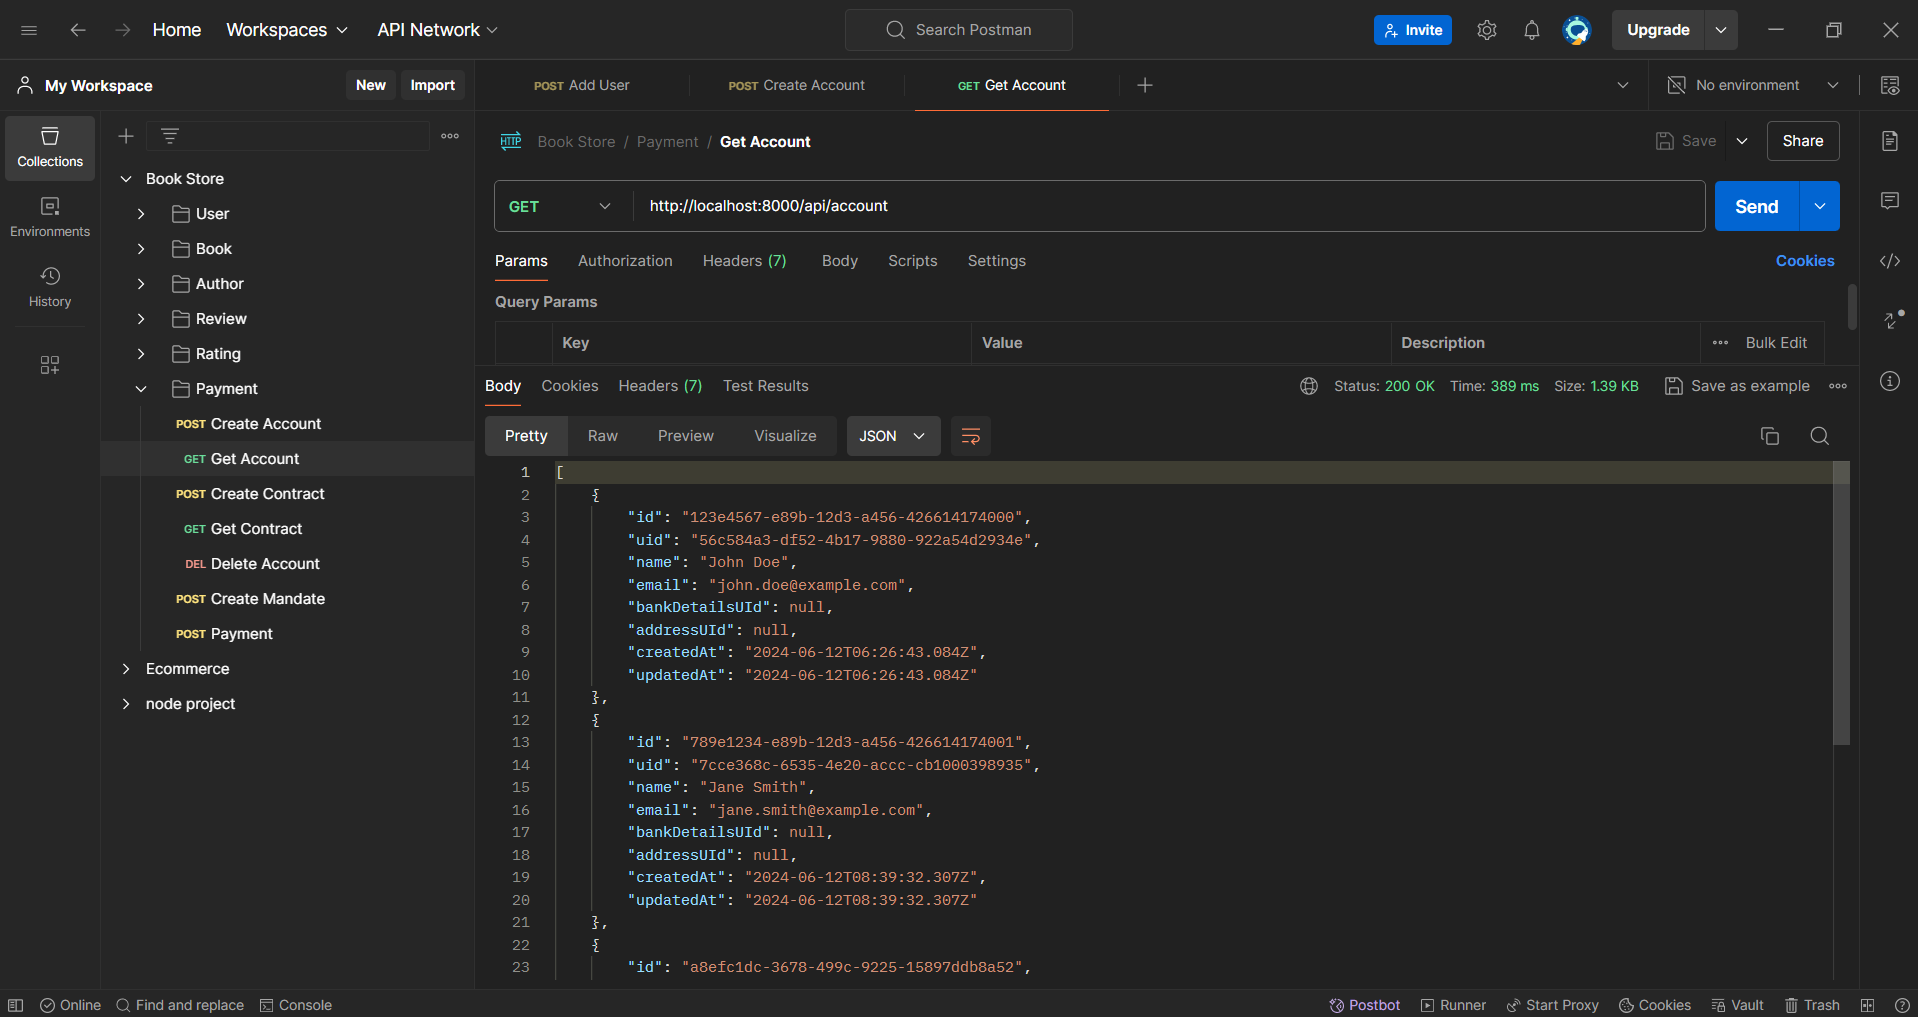 Home Workspaces API Network Search Postman Invite Upgrade
My Workspace New Import POST Add User POST Create Account GET Get Account No environment
Collections
Environments
History
Book Store
User
Book
Author
Review
Rating
Payment
POST Create Account
GET Get Account
POST Create Contract
GET Get Contract
DEL Delete Account
POST Create Mandate
POST Payment
Ecommerce
node project
HTTP Book Store / Payment / Get Account Save Share
GET http://localhost:8000/api/account Send
Params Authorization Headers (7) Body Scripts Settings Cookies
Query Params
Key Value Description Bulk Edit
Body Cookies Headers (7) Test Results Status: 200 OK Time: 389 ms Size: 1.39 KB Save as example
Pretty Raw Preview Visualize JSON
1 [
2 {
3 "id": "123e4567-e89b-12d3-a456-426614174000",
4 "uid": "56c584a3-df52-4b17-9880-922a54d2934e",
5 "name": "John Doe",
6 "email": "john.doe@example.com",
7 "bankDetailsUId": null,
8 "addressUId": null,
9 "createdAt": "2024-06-12T06:26:43.084Z",
10 "updatedAt": "2024-06-12T06:26:43.084Z"
11 },
12 {
13 "id": "789e1234-e89b-12d3-a456-426614174001",
14 "uid": "7cce368c-6535-4e20-accc-cb1000398935",
15 "name": "Jane Smith",
16 "email": "jane.smith@example.com",
17 "bankDetailsUId": null,
18 "addressUId": null,
19 "createdAt": "2024-06-12T08:39:32.307Z",
20 "updatedAt": "2024-06-12T08:39:32.307Z"
21 },
22 {
23 "id": "a8efc1dc-3678-499c-9225-15897ddb8a52",
Online Find and replace Console Postbot Runner Start Proxy Cookies Vault Trash